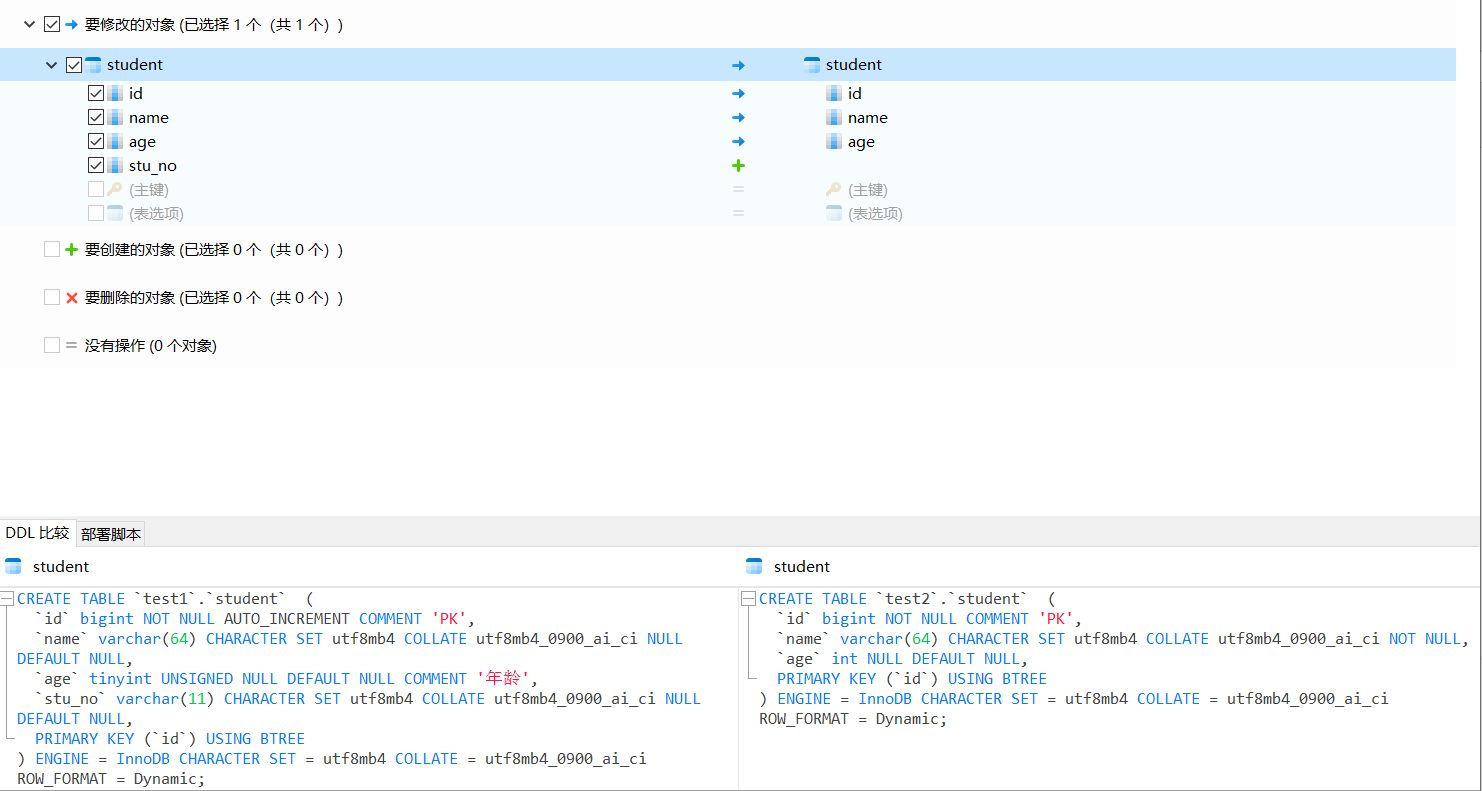 要修改的对象 (已选择 1 个  (共 1 个) )
student student
id id
name name
age age
stu_no
(主键) (主键)
(表选项) (表选项)
要创建的对象 (已选择 0 个  (共 0 个) )
要删除的对象 (已选择 0 个  (共 0 个) )
没有操作 (0 个对象)
DDL 比较 部署脚本
student
CREATE TABLE `test1`.`student`  (
  `id` bigint NOT NULL AUTO_INCREMENT COMMENT 'PK',
  `name` varchar(64) CHARACTER SET utf8mb4 COLLATE utf8mb4_0900_ai_ci NULL
DEFAULT NULL,
  `age` tinyint UNSIGNED NULL DEFAULT NULL COMMENT '年龄',
  `stu_no` varchar(11) CHARACTER SET utf8mb4 COLLATE utf8mb4_0900_ai_ci NULL
DEFAULT NULL,
  PRIMARY KEY (`id`) USING BTREE
) ENGINE = InnoDB CHARACTER SET = utf8mb4 COLLATE = utf8mb4_0900_ai_ci
ROW_FORMAT = Dynamic;
student
CREATE TABLE `test2`.`student`  (
  `id` bigint NOT NULL COMMENT 'PK',
  `name` varchar(64) CHARACTER SET utf8mb4 COLLATE utf8mb4_0900_ai_ci NOT NULL,
  `age` int NULL DEFAULT NULL,
  PRIMARY KEY (`id`) USING BTREE
) ENGINE = InnoDB CHARACTER SET = utf8mb4 COLLATE = utf8mb4_0900_ai_ci
ROW_FORMAT = Dynamic;